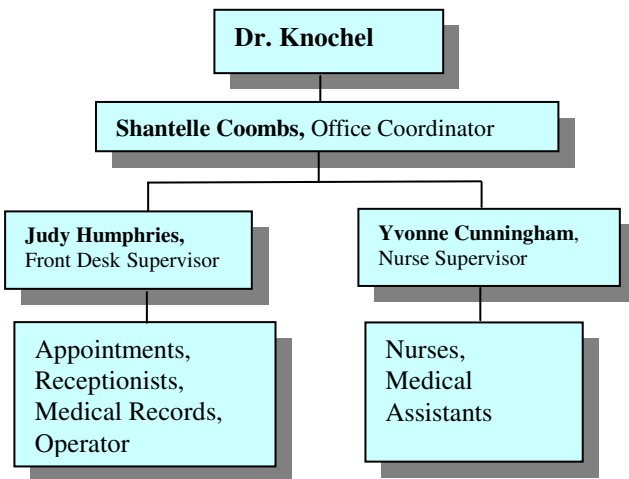 Dr. Knochel
Shantelle Coombs, Office Coordinator
Judy Humphries,
Front Desk Supervisor
Yvonne Cunningham,
Nurse Supervisor
Appointments,
Receptionists,
Medical Records,
Operator
Nurses,
Medical
Assistants